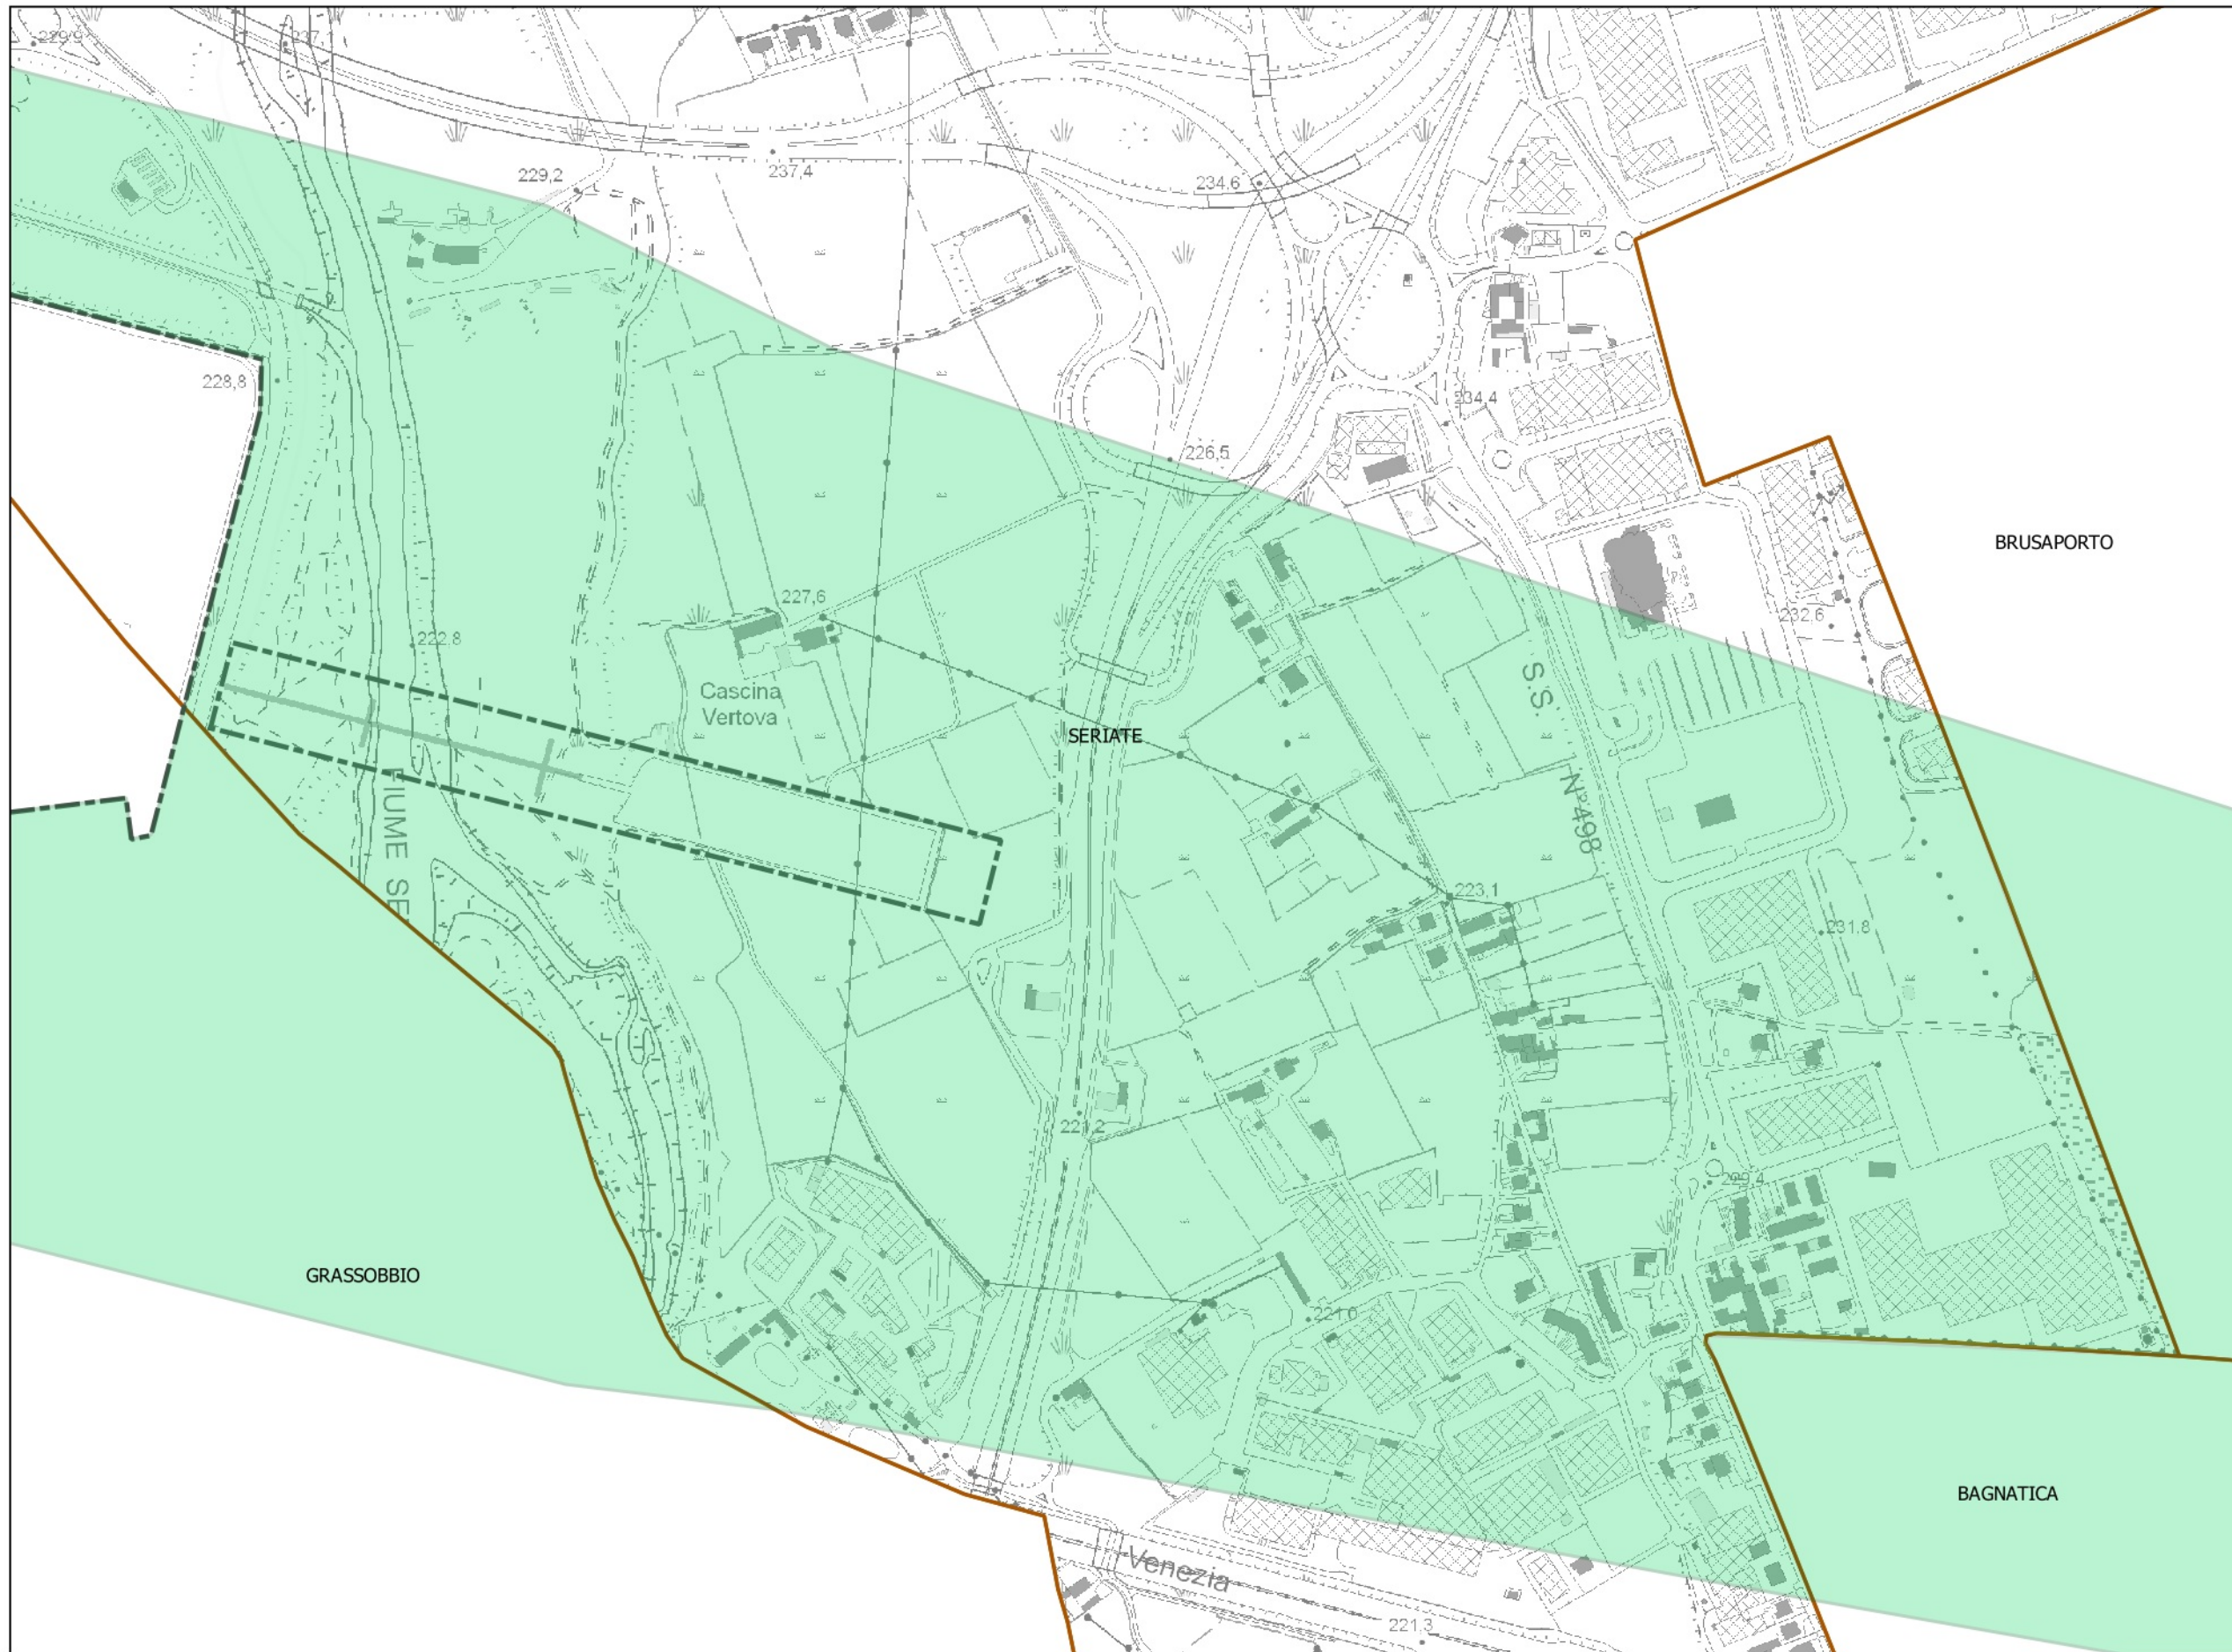 229,9
237,1
229,2
237,4
234,6
228,8
234,4
226,5
BRUSAPORTO
227,6
232,6
222,8
Cascina
Vertova
S.S. N° 498
SERIATE
FIUME SE
223,1
231,8
221,2
229,4
GRASSOBBIO
221,0
BAGNATICA
Venezia
221,3